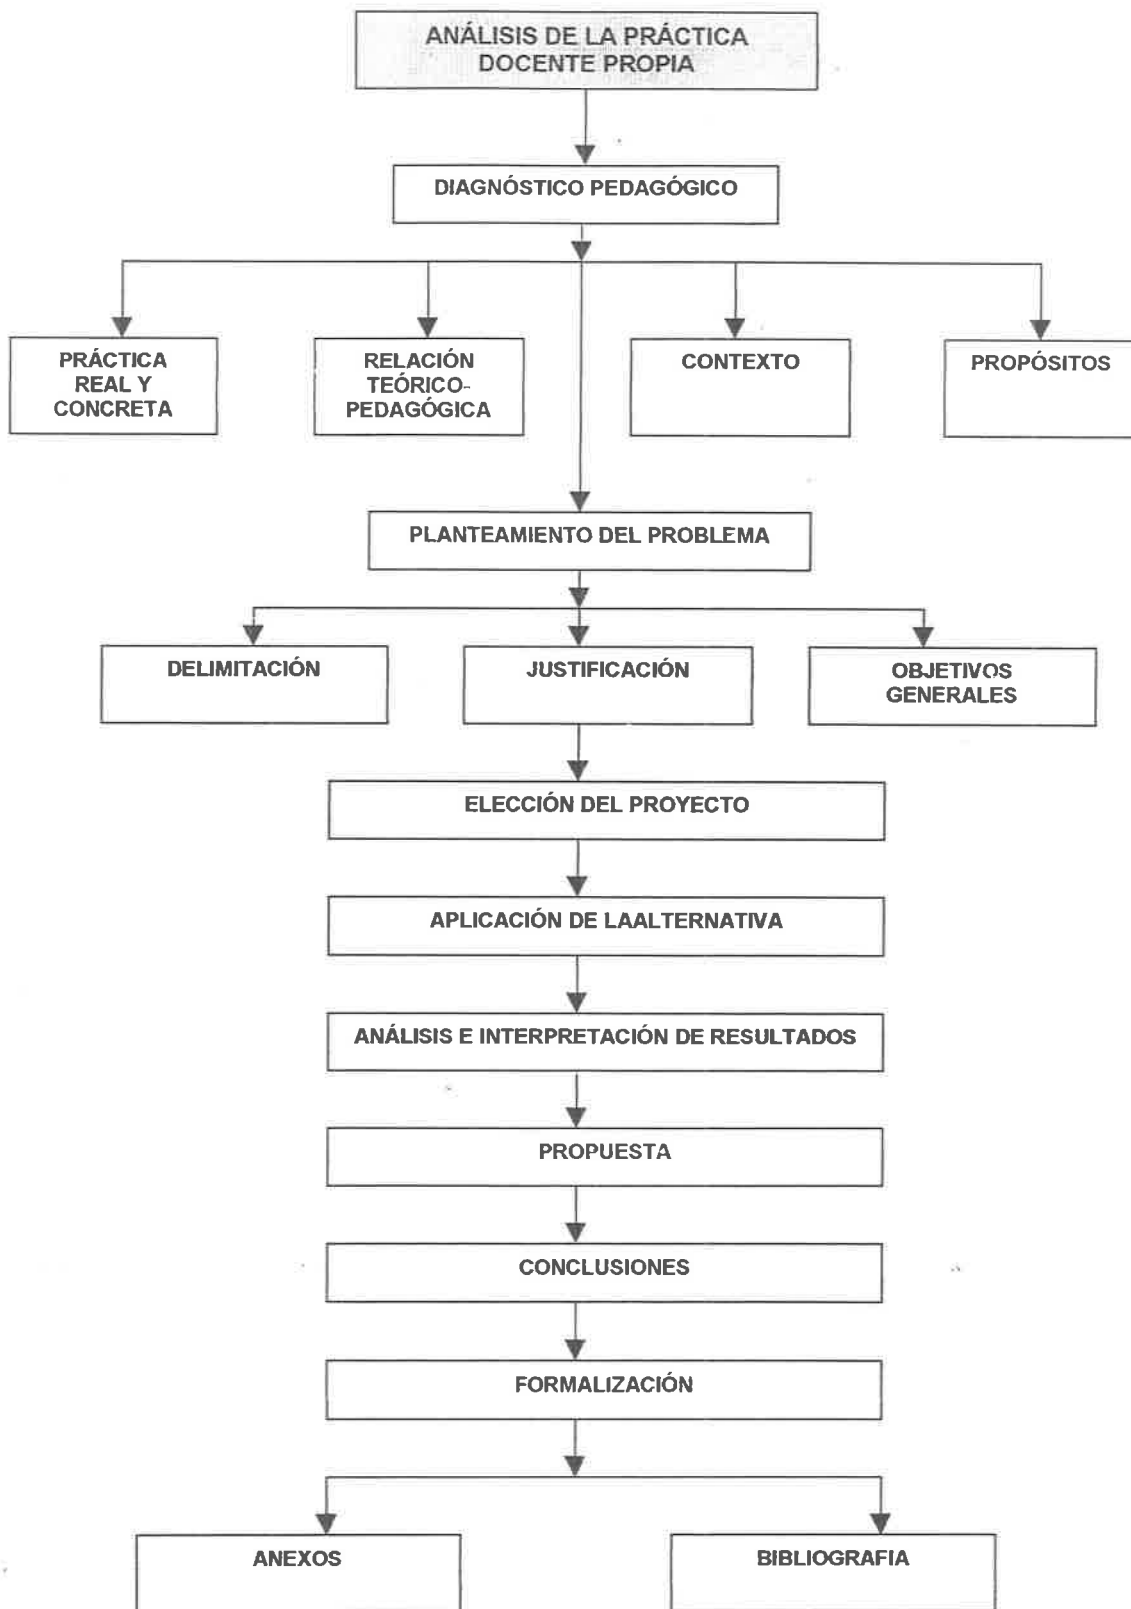 ANÁLISIS DE LA PRÁCTICA
DOCENTE PROPIA
DIAGNÓSTICO PEDAGÓGICO
PRÁCTICA
REAL Y
CONCRETA
RELACIÓN
TEÓRICO-
PEDAGÓGICA
CONTEXTO
PROPÓSITOS
PLANTEAMIENTO DEL PROBLEMA
DELIMITACIÓN
JUSTIFICACIÓN
OBJETIVOS
GENERALES
ELECCIÓN DEL PROYECTO
APLICACIÓN DE LAALTERNATIVA
ANÁLISIS E INTERPRETACIÓN DE RESULTADOS
PROPUESTA
CONCLUSIONES
FORMALIZACIÓN
ANEXOS
BIBLIOGRAFIA